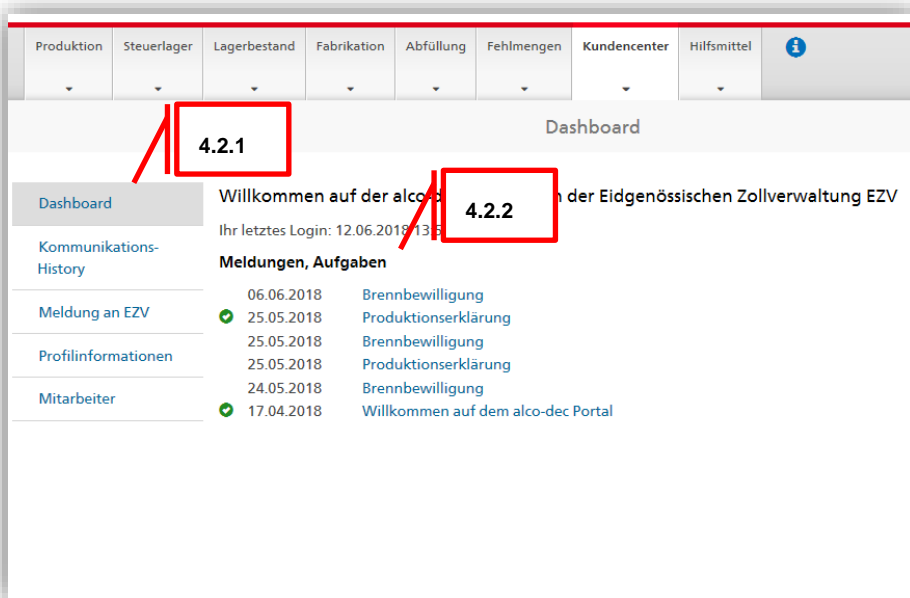 Produktion Steuerlager Lagerbestand Fabrikation Abfüllung Fehlmengen Kundencenter Hilfsmittel i
Dashboard
4.2.1
4.2.2
Dashboard
Kommunikations-
History
Meldung an EZV
Profilinformationen
Mitarbeiter
Willkommen auf der der Eidgenössischen Zollverwaltung EZV
Ihr letztes Login: 12.06.2018
Meldungen, Aufgaben
06.06.2018 Brennbewilligung
25.05.2018 Produktionserklärung
25.05.2018 Brennbewilligung
25.05.2018 Produktionserklärung
24.05.2018 Brennbewilligung
17.04.2018 Willkommen auf dem alco-dec Portal